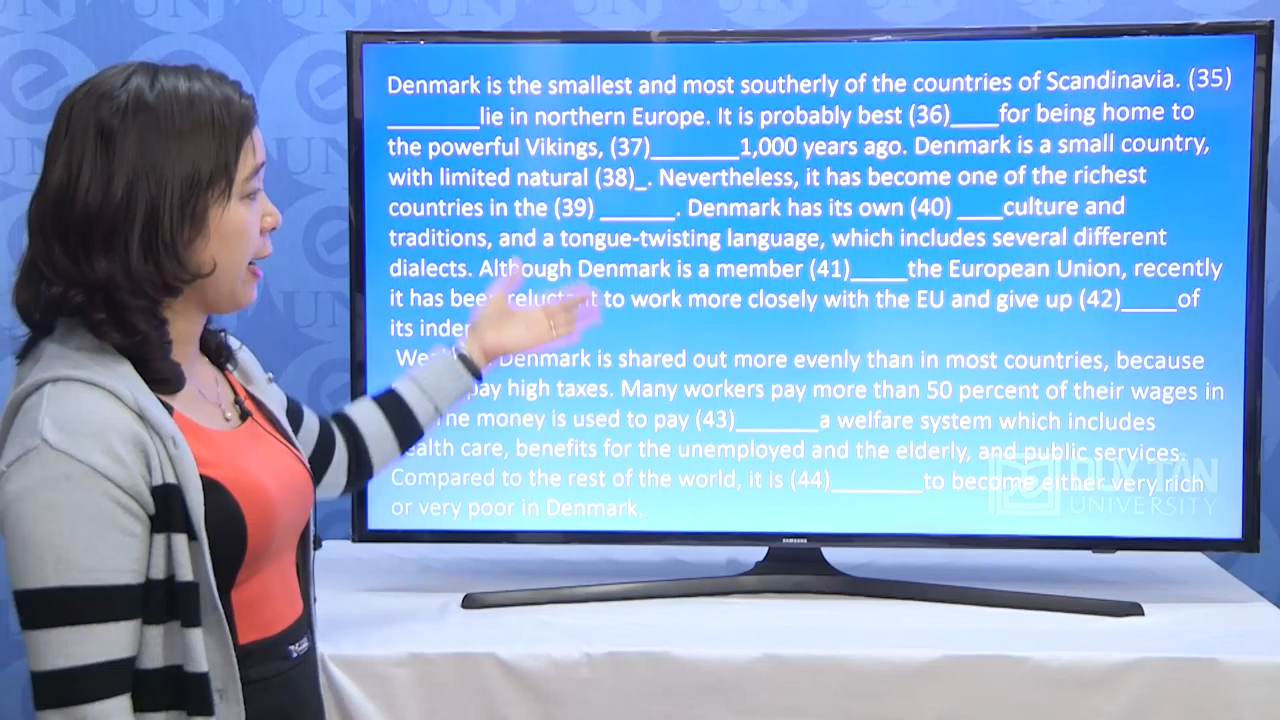 Denmark is the smallest and most southerly of the countries of Scandinavia. (35)
_______lie in northern Europe. It is probably best (36)____for being home to
the powerful Vikings, (37)_______1,000 years ago. Denmark is a small country,
with limited natural (38)_. Nevertheless, it has become one of the richest
countries in the (39) ______. Denmark has its own (40) ____culture and
traditions, and a tongue-twisting language, which includes several different
dialects. Although Denmark is a member (41)_____the European Union, recently
it has been reluctant to work more closely with the EU and give up (42)_____of
its
Denmark is shared out more evenly than in most countries, because
pay high taxes. Many workers pay more than 50 percent of their wages in
money is used to pay (43)_______a welfare system which includes
health care, benefits for the unemployed and the elderly, and public services.
Compared to the rest of the world, it is (44)________to become either very rich
or very poor in Denmark.
DUY TAN
UNIVERSITY
SAMSUNG